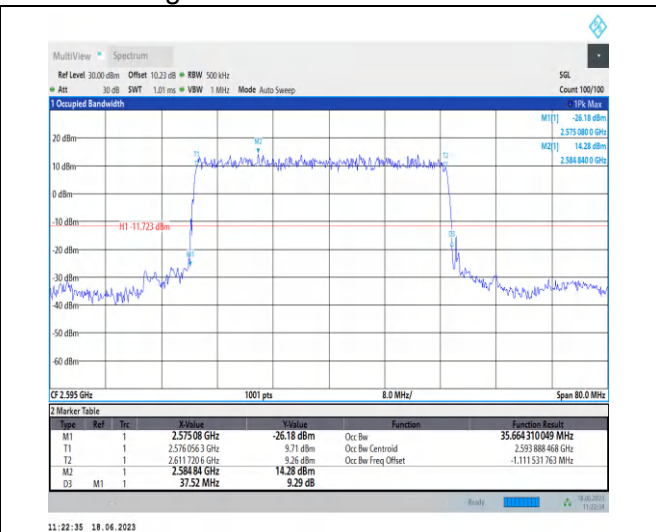 MultiView Spectrum
Ref Level 30.00 dBm Offset 10.23 dB RBW 500 kHz SGL
Att 30 dB SWT 1.01 ms VBW 1 MHz Mode Auto Sweep Count 100/100
1 Occupied Bandwidth 1Pk Max
M1[1] -26.18 dBm
2.575 080 0 GHz
M2[1] 14.28 dBm
2.584 840 0 GHz
20 dBm
M2
T1
T2
10 dBm
0 dBm
-10 dBm
H1 -11.723 dBm
D3
-20 dBm
M1
-30 dBm
-40 dBm
-50 dBm
-60 dBm
CF 2.595 GHz 1001 pts 8.0 MHz/ Span 80.0 MHz
2 Marker Table
Type Ref Trc X-Value Y-Value Function Function Result
M1 1 2.57508 GHz -26.18 dBm Occ Bw 35.664310049 MHz
T1 1 2.576 056 3 GHz 9.71 dBm Occ Bw Centroid 2.593 888 468 GHz
T2 1 2.611 720 6 GHz 9.26 dBm Occ Bw Freq Offset -1.111 531 763 MHz
M2 1 2.584 84 GHz 14.28 dBm
D3 M1 1 37.52 MHz 9.29 dB
Ready 18.06.2023
11:22:34
11:22:35 18.06.2023